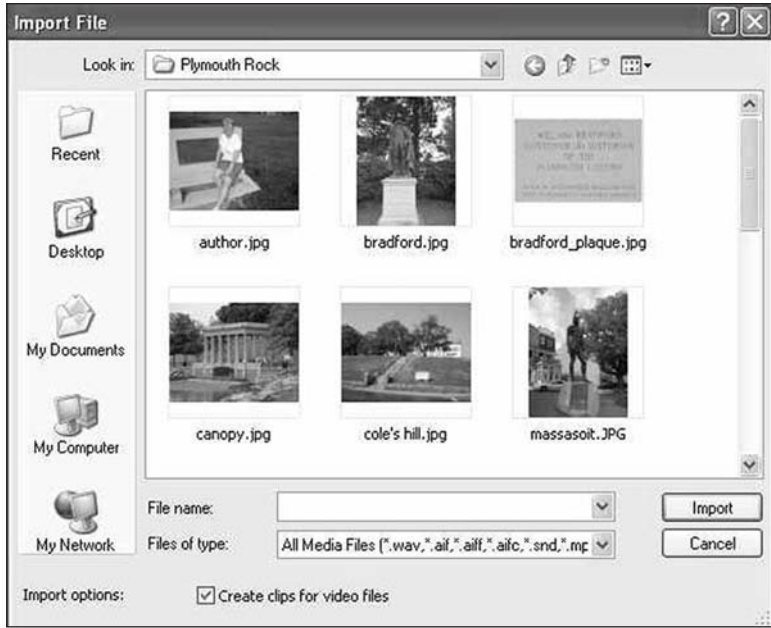 Import File
Look in: Plymouth Rock
Recent
Desktop
My Documents
My Computer
My Network
author.jpg bradford.jpg bradford_plaque.jpg
canopy.jpg cole's hill.jpg massasoit.JPG
File name: Import
Files of type: All Media Files (*.wav,*.aif,*.aiff,*.aifc,*.snd,*.mp Cancel
Import options: Create clips for video files